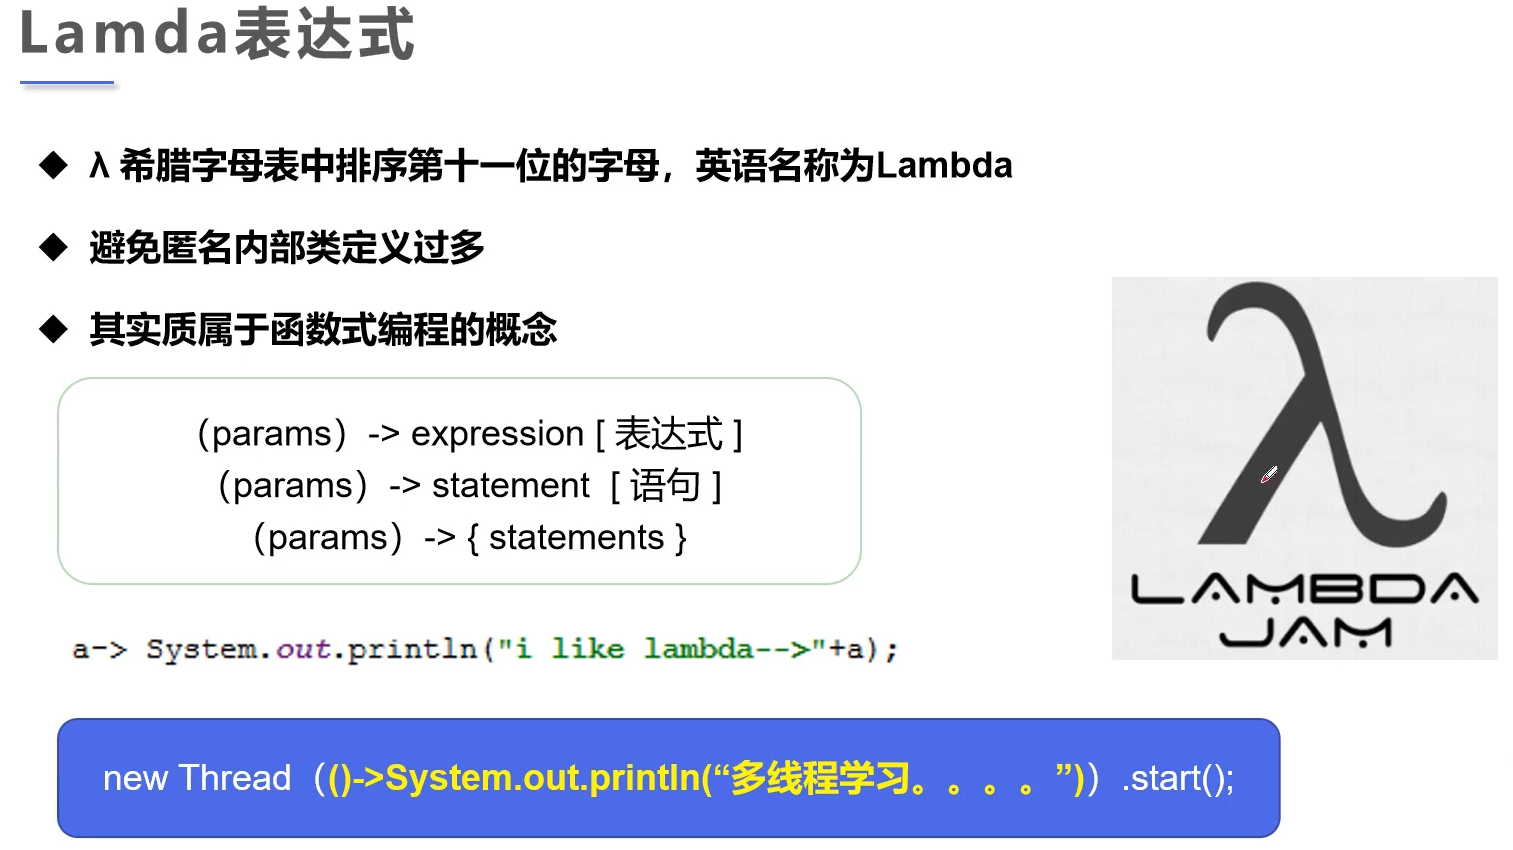 Lamda表达式
◆ λ 希腊字母表中排序第十一位的字母，英语名称为Lambda
◆ 避免匿名内部类定义过多
◆ 其实质属于函数式编程的概念
（params）-> expression [ 表达式 ]
（params）-> statement [ 语句 ]
（params）-> { statements }
a-> System.out.println("i like lambda-->"+a);
new Thread（()->System.out.println(“多线程学习。。。。”)）.start();
λ
LAMBDA
JAM